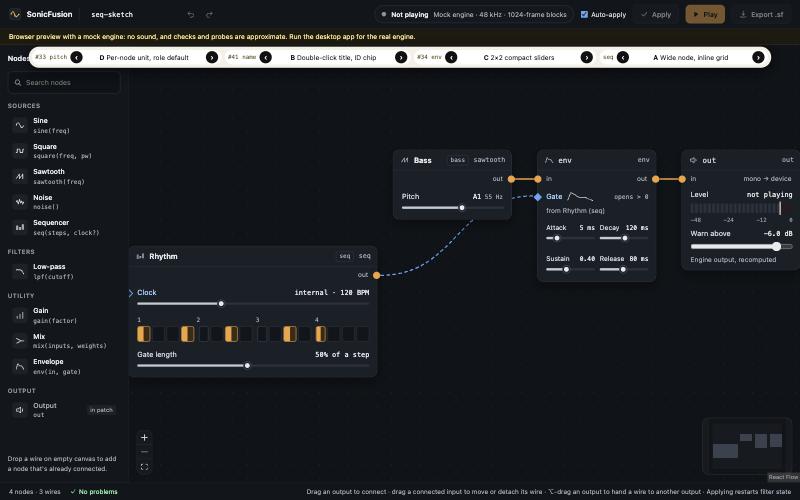 SonicFusion
seq-sketch
Not playing Mock engine · 48 kHz · 1024-frame blocks
Auto-apply
Apply
Play
Export .sf
Browser preview with a mock engine: no sound, and checks and probes are approximate. Run the desktop app for the real engine.
Nodes
#33 pitch ‹ D Per-node unit, role default ›
#41 name ‹ B Double-click title, ID chip ›
#34 env ‹ C 2×2 compact sliders ›
seq ‹ A Wide node, inline grid ›
Search nodes
SOURCES
Sine
sine(freq)
Square
square(freq, pw)
Sawtooth
sawtooth(freq)
Noise
noise()
Sequencer
seq(steps, clock?)
FILTERS
Low-pass
lpf(cutoff)
UTILITY
Gain
gain(factor)
Mix
mix(inputs, weights)
Envelope
env(in, gate)
OUTPUT
Output
out
in patch
Drop a wire on empty canvas to add
a node that's already connected.
Rhythm seq seq
out
Clock internal · 120 BPM
1 2 3 4
Gate length 50% of a step
Bass bass sawtooth
out
Pitch A1 55 Hz
env env
in out
Gate opens > 0
from Rhythm (seq)
Attack 5 ms Decay 120 ms
Sustain 0.40 Release 80 ms
out out
in mono → device
Level not playing
−48 −24 −12 0
Warn above −6.0 dB
Engine output, recomputed
React Flow
4 nodes · 3 wires ✓ No problems
Drag an output to connect · drag a connected input to move or detach its wire · ⌥-drag an output to hand a wire to another output · Applying restarts filter state